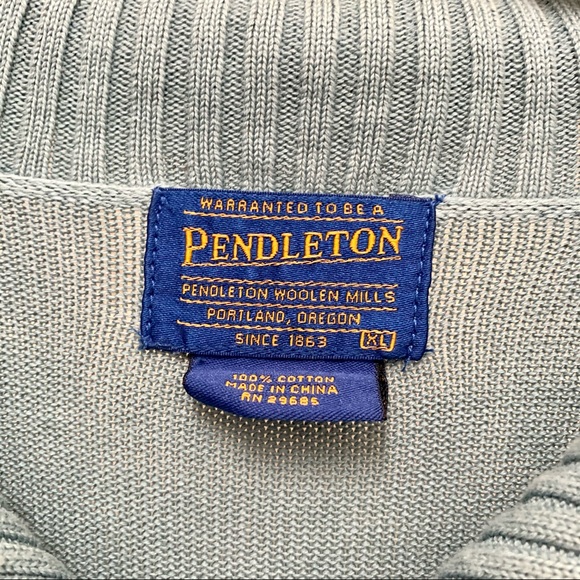 WARRANTED TO BE A
PENDLETON
PENDLETON WOOLEN MILLS
PORTLAND, OREGON
SINCE 1863 XL
100% COTTON
MADE IN CHINA
RN 29685